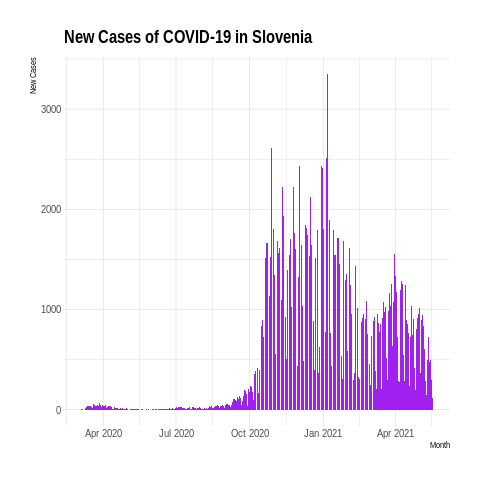 New Cases of COVID-19 in Slovenia
New Cases
3000
2000
1000
0
Apr 2020 Jul 2020 Oct 2020 Jan 2021 Apr 2021
Month